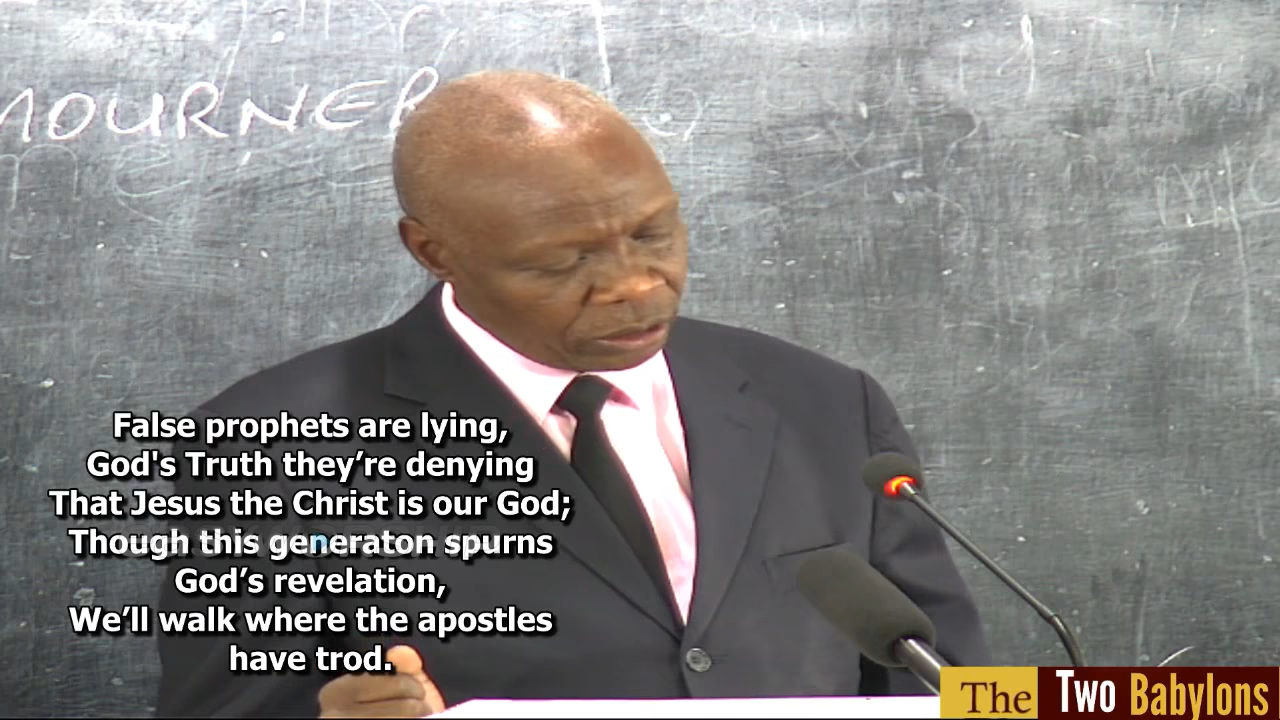 MOURNER
False prophets are lying,
God's Truth they’re denying
That Jesus the Christ is our God;
Though this generaton spurns
God’s revelation,
We’ll walk where the apostles
have trod.
The Two Babylons